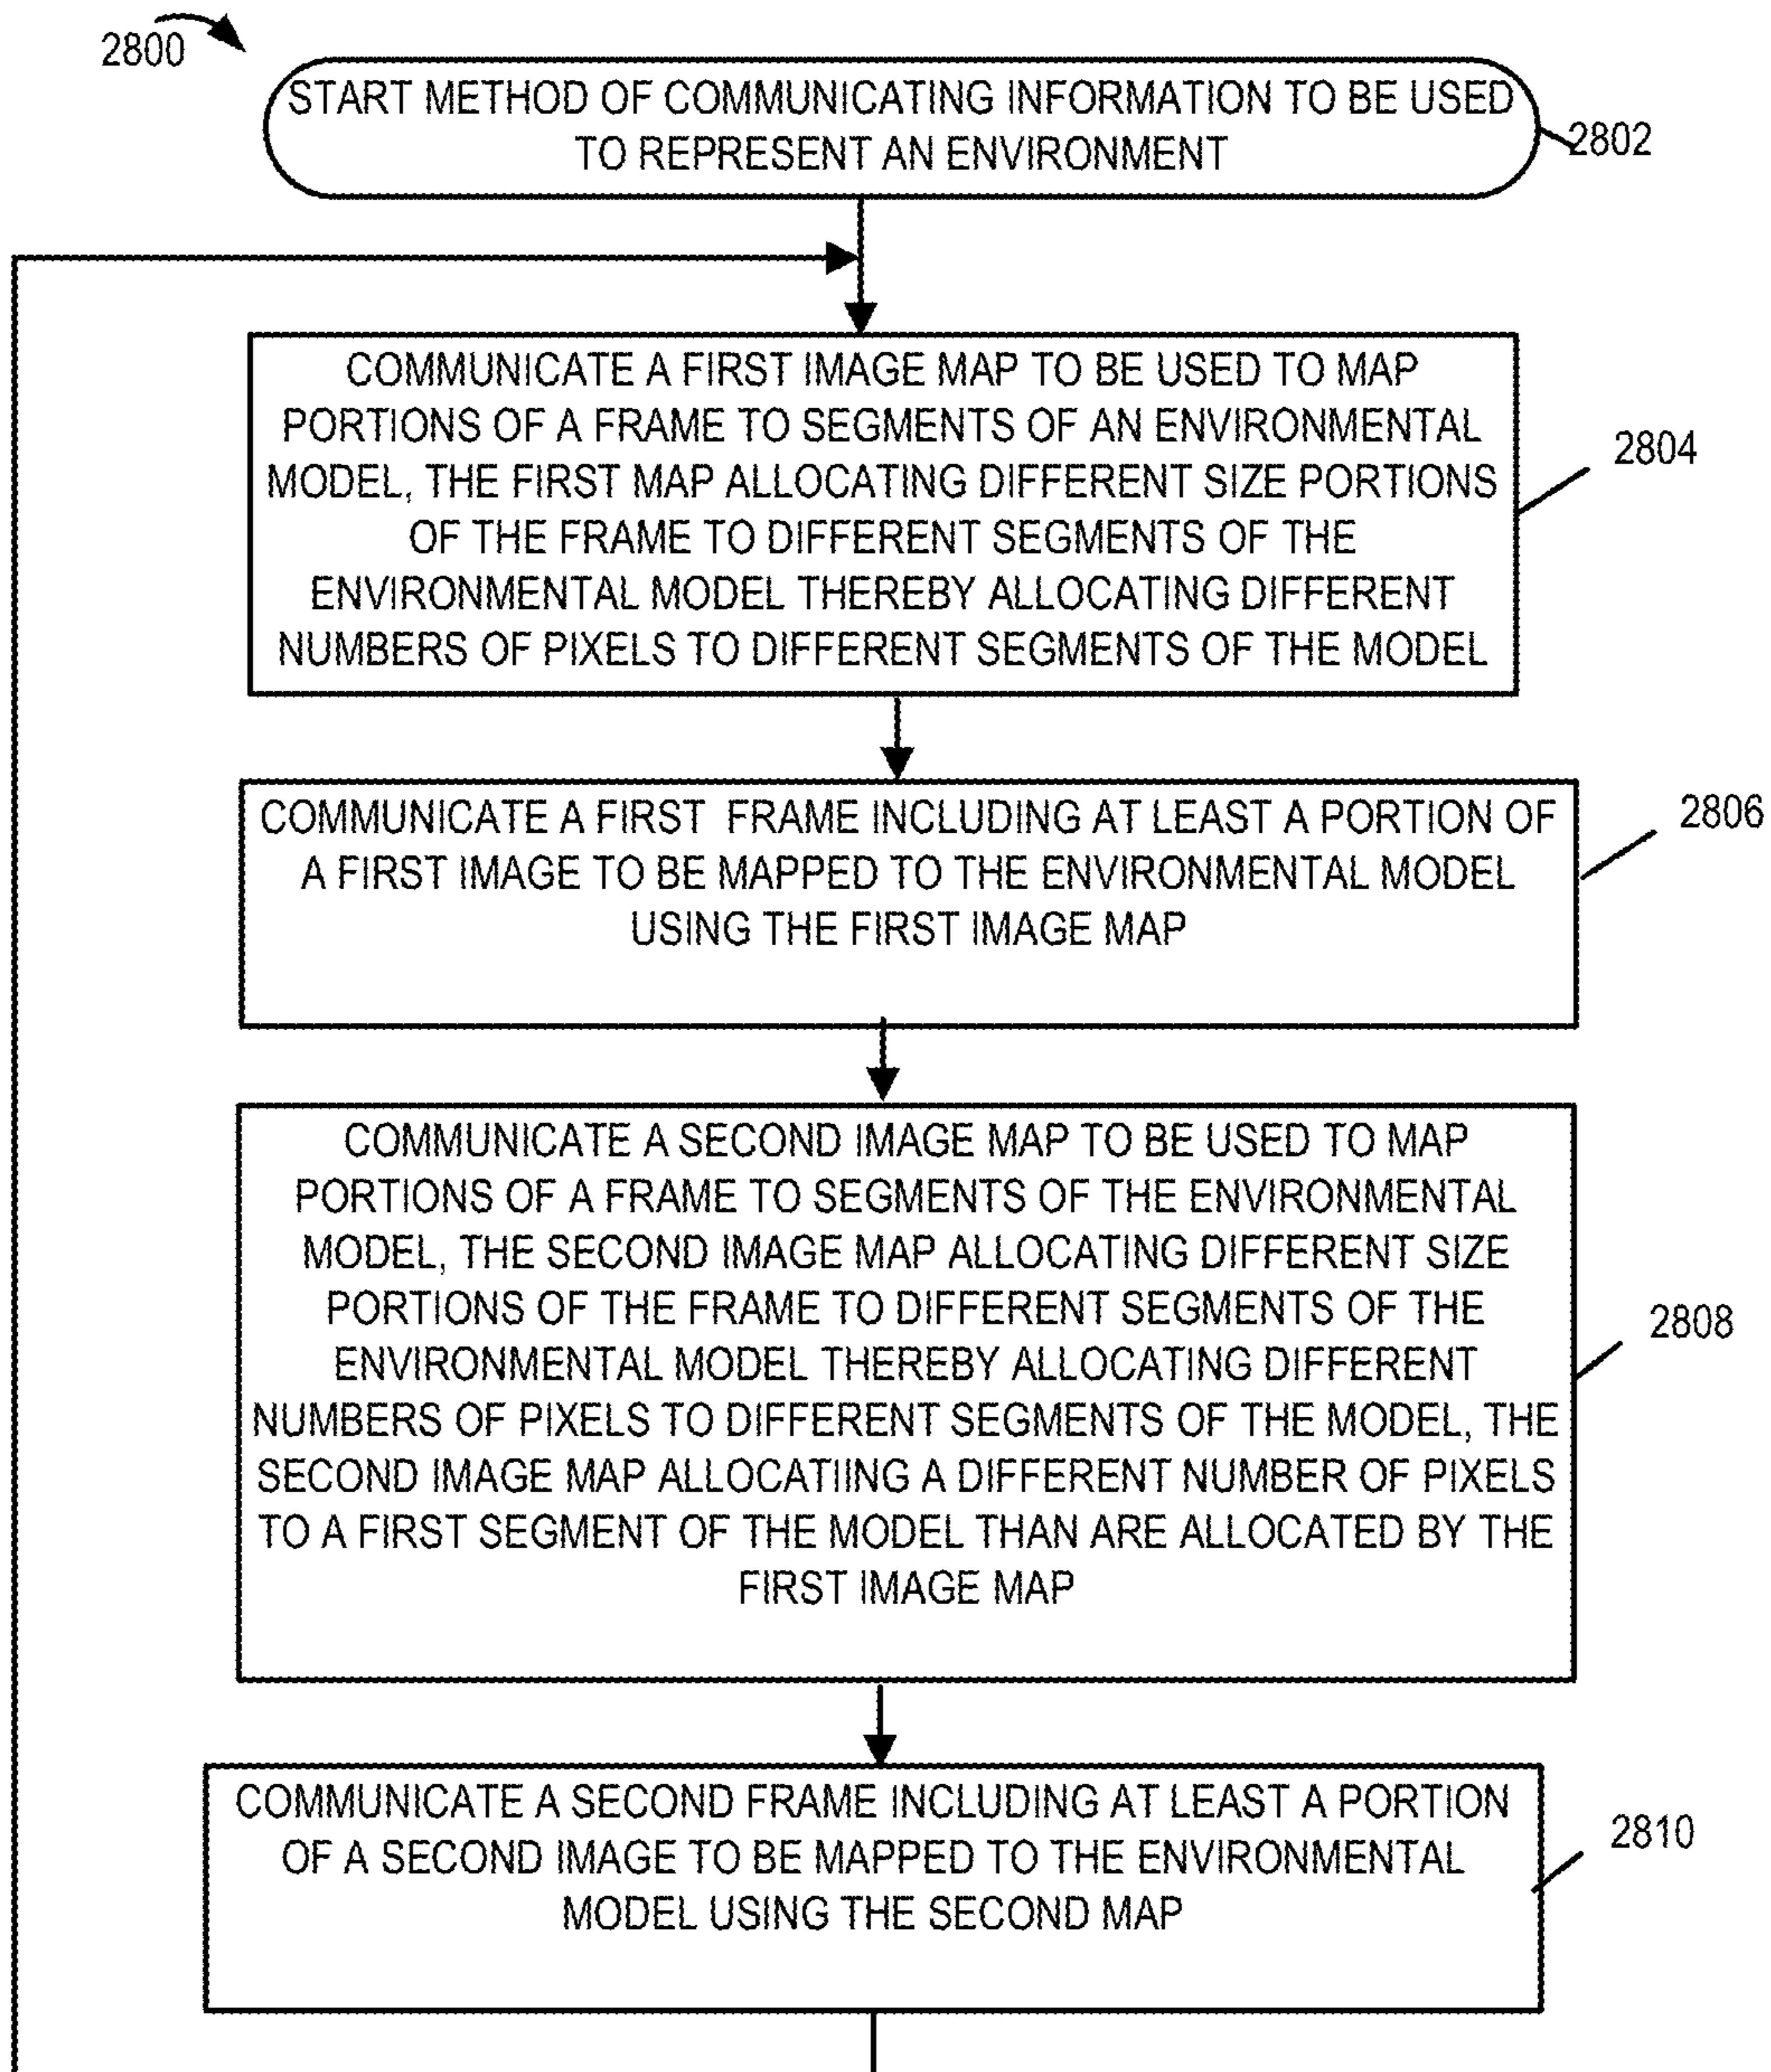 2800
START METHOD OF COMMUNICATING INFORMATION TO BE USED
TO REPRESENT AN ENVIRONMENT
2802
COMMUNICATE A FIRST IMAGE MAP TO BE USED TO MAP
PORTIONS OF A FRAME TO SEGMENTS OF AN ENVIRONMENTAL
MODEL, THE FIRST MAP ALLOCATING DIFFERENT SIZE PORTIONS
OF THE FRAME TO DIFFERENT SEGMENTS OF THE
ENVIRONMENTAL MODEL THEREBY ALLOCATING DIFFERENT
NUMBERS OF PIXELS TO DIFFERENT SEGMENTS OF THE MODEL
2804
COMMUNICATE A FIRST FRAME INCLUDING AT LEAST A PORTION OF
A FIRST IMAGE TO BE MAPPED TO THE ENVIRONMENTAL MODEL
USING THE FIRST IMAGE MAP
2806
COMMUNICATE A SECOND IMAGE MAP TO BE USED TO MAP
PORTIONS OF A FRAME TO SEGMENTS OF THE ENVIRONMENTAL
MODEL, THE SECOND IMAGE MAP ALLOCATING DIFFERENT SIZE
PORTIONS OF THE FRAME TO DIFFERENT SEGMENTS OF THE
ENVIRONMENTAL MODEL THEREBY ALLOCATING DIFFERENT
NUMBERS OF PIXELS TO DIFFERENT SEGMENTS OF THE MODEL, THE
SECOND IMAGE MAP ALLOCATIING A DIFFERENT NUMBER OF PIXELS
TO A FIRST SEGMENT OF THE MODEL THAN ARE ALLOCATED BY THE
FIRST IMAGE MAP
2808
COMMUNICATE A SECOND FRAME INCLUDING AT LEAST A PORTION
OF A SECOND IMAGE TO BE MAPPED TO THE ENVIRONMENTAL
MODEL USING THE SECOND MAP
2810